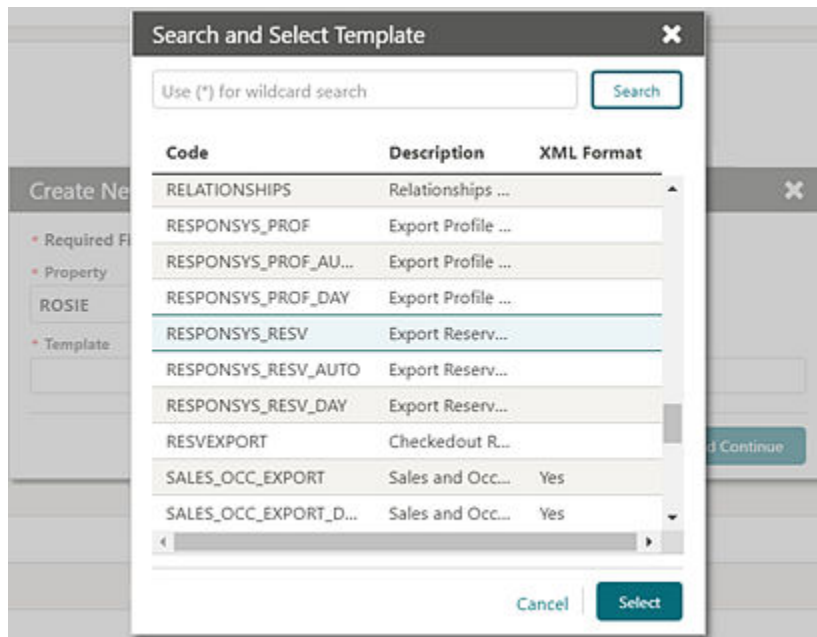 Search and Select Template
Use (*) for wildcard search
Search
Code Description XML Format
RELATIONSHIPS Relationships ...
RESPONSYS_PROF Export Profile ...
RESPONSYS_PROF_AU... Export Profile ...
RESPONSYS_PROF_DAY Export Profile ...
RESPONSYS_RESV Export Reserv...
RESPONSYS_RESV_AUTO Export Reserv...
RESPONSYS_RESV_DAY Export Reserv...
RESVEXPORT Checkedout R...
SALES_OCC_EXPORT Sales and Occ... Yes
SALES_OCC_EXPORT_D... Sales and Occ... Yes
Cancel
Select
Create Ne
* Required Fi
* Property
ROSIE
* Template
d Continue